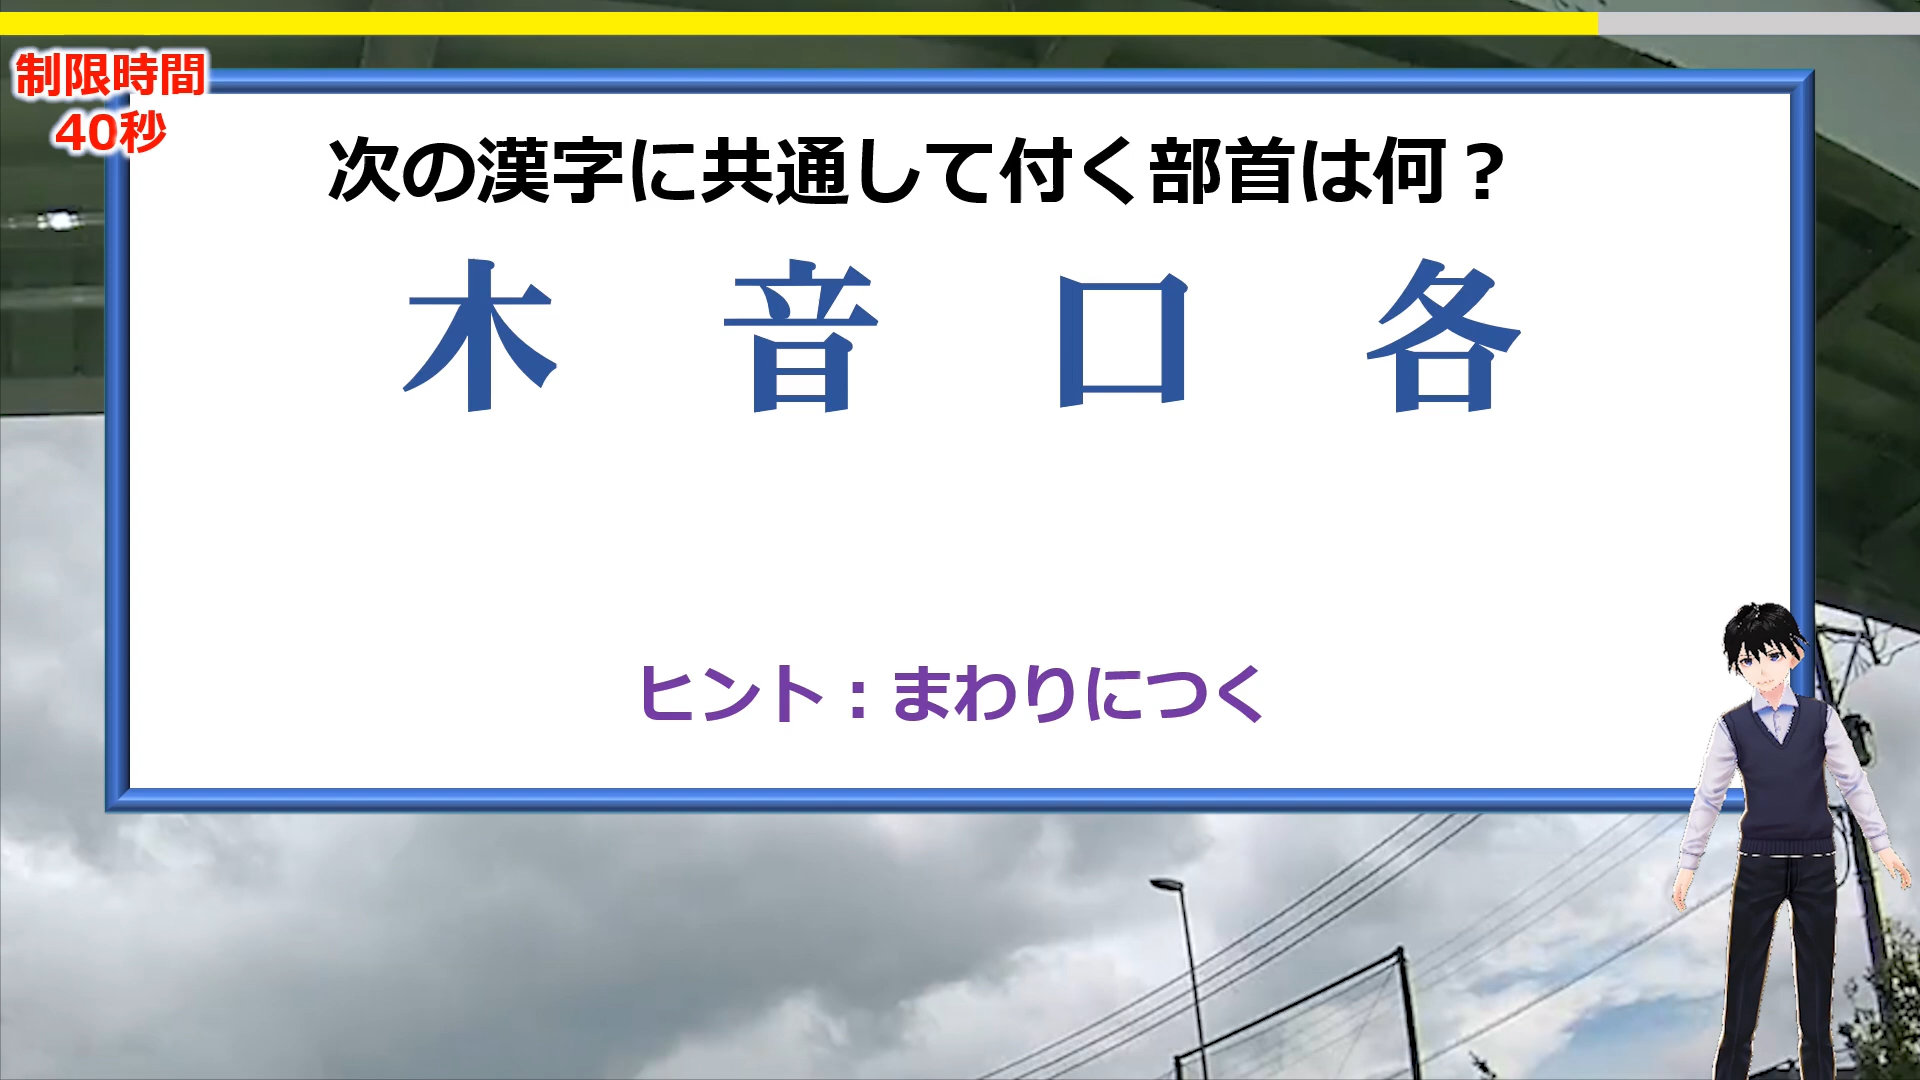 制限時間
40秒
次の漢字に共通して付く部首は何？
木 音 口 各
ヒント：まわりにつく